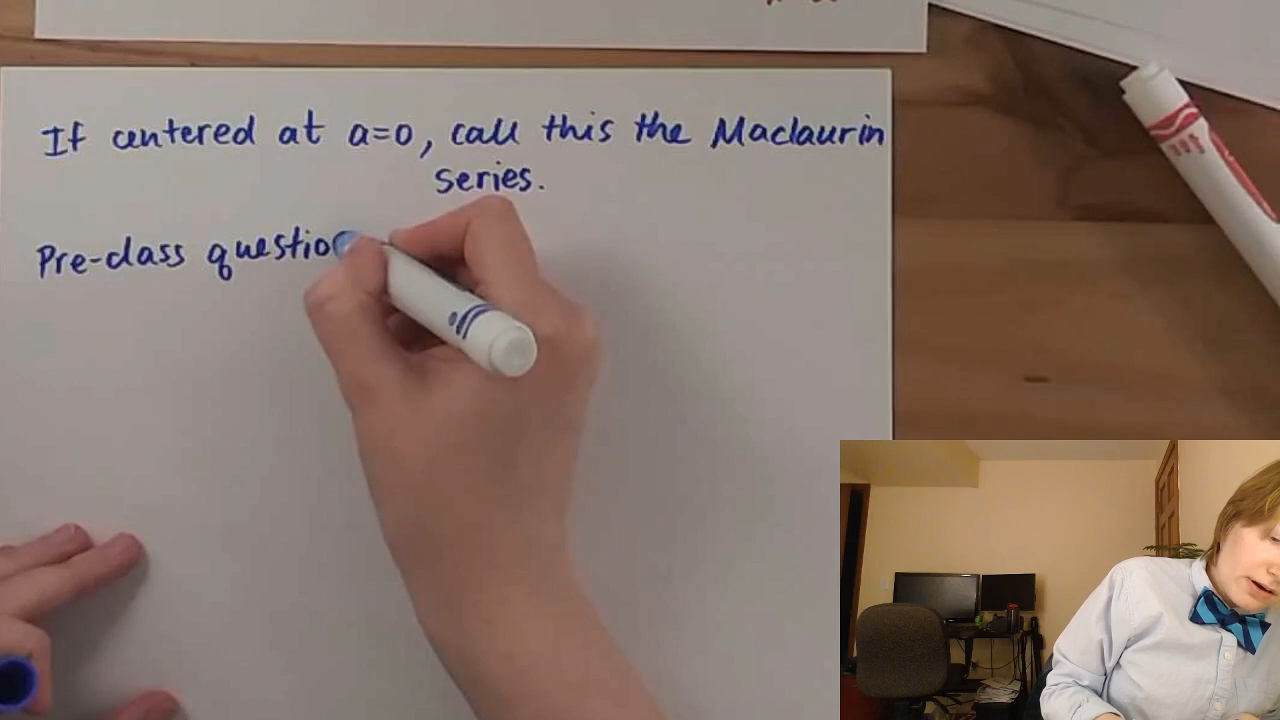 If centered at a=0, call this the Maclaurin
series.
Pre-class questio